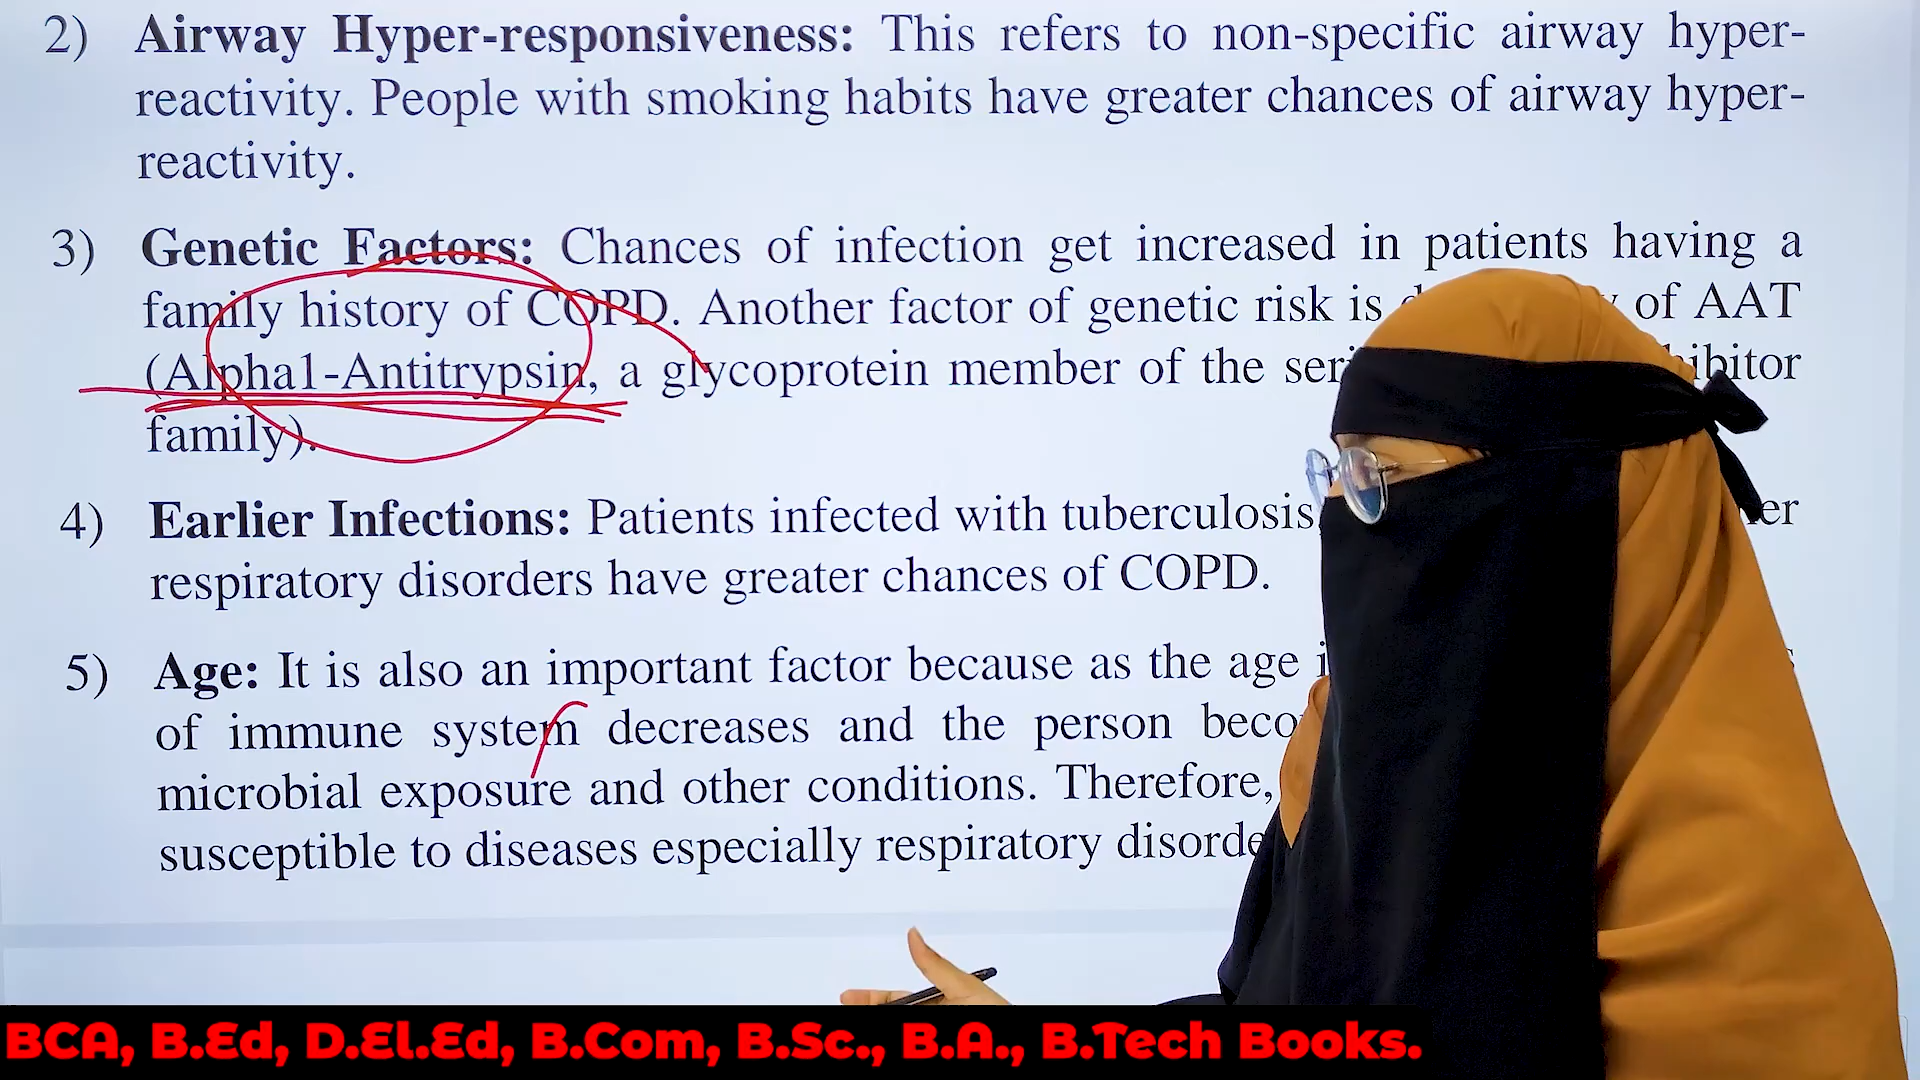 2) Airway Hyper-responsiveness: This refers to non-specific airway hyper-
reactivity. People with smoking habits have greater chances of airway hyper-
reactivity.
3) Genetic Factors: Chances of infection get increased in patients having a
family history of COPD. Another factor of genetic risk is of AAT
(Alpha1-Antitrypsin, a glycoprotein member of the
family).
4) Earlier Infections: Patients infected with tuberculosis
respiratory disorders have greater chances of COPD.
5) Age: It is also an important factor because as the age
of immune system decreases and the person
microbial exposure and other conditions. Therefore,
susceptible to diseases especially respiratory
BCA, B.Ed, D.El.Ed, B.Com, B.Sc., B.A., B.Tech Books.